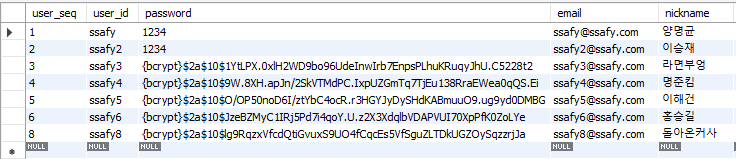 user_seq user_id password email nickname
1 ssafy 1234 ssafy@ssafy.com 양명균
2 ssafy2 1234 ssafy2@ssafy.com 이승재
3 ssafy3 {bcrypt}$2a$10$1YtLPX.0xlH2WD9bo96UdeInwIrb7EnpsPLhuKRuqyJhU.C5228t2 ssafy3@ssafy.com 라면부엉
4 ssafy4 {bcrypt}$2a$10$9W.8XH.apJn/2SkVTMdPC.IxpUZGmTq7TjEu138RraEWea0qQS.Ei ssafy4@ssafy.com 명준킴
5 ssafy5 {bcrypt}$2a$10$O/OP50noD6I/ztYbC4ocR.r3HGYJyDySHdKABmuuO9.ug9yd0DMBG ssafy5@ssafy.com 이해건
6 ssafy6 {bcrypt}$2a$10$JzeBZMyC1IRj5Pd7i4qoY.U.z2X3XdqlbVDAPVUI70XpPfK0ZoLYe ssafy6@ssafy.com 홍승길
8 ssafy8 {bcrypt}$2a$10$lg9RqzxVfcdQtiGvuxS9UO4fCqcEs5VfSguZLTDkUGZOySqzzrjJa ssafy8@ssafy.com 돌아온커사
NULL NULL NULL NULL NULL